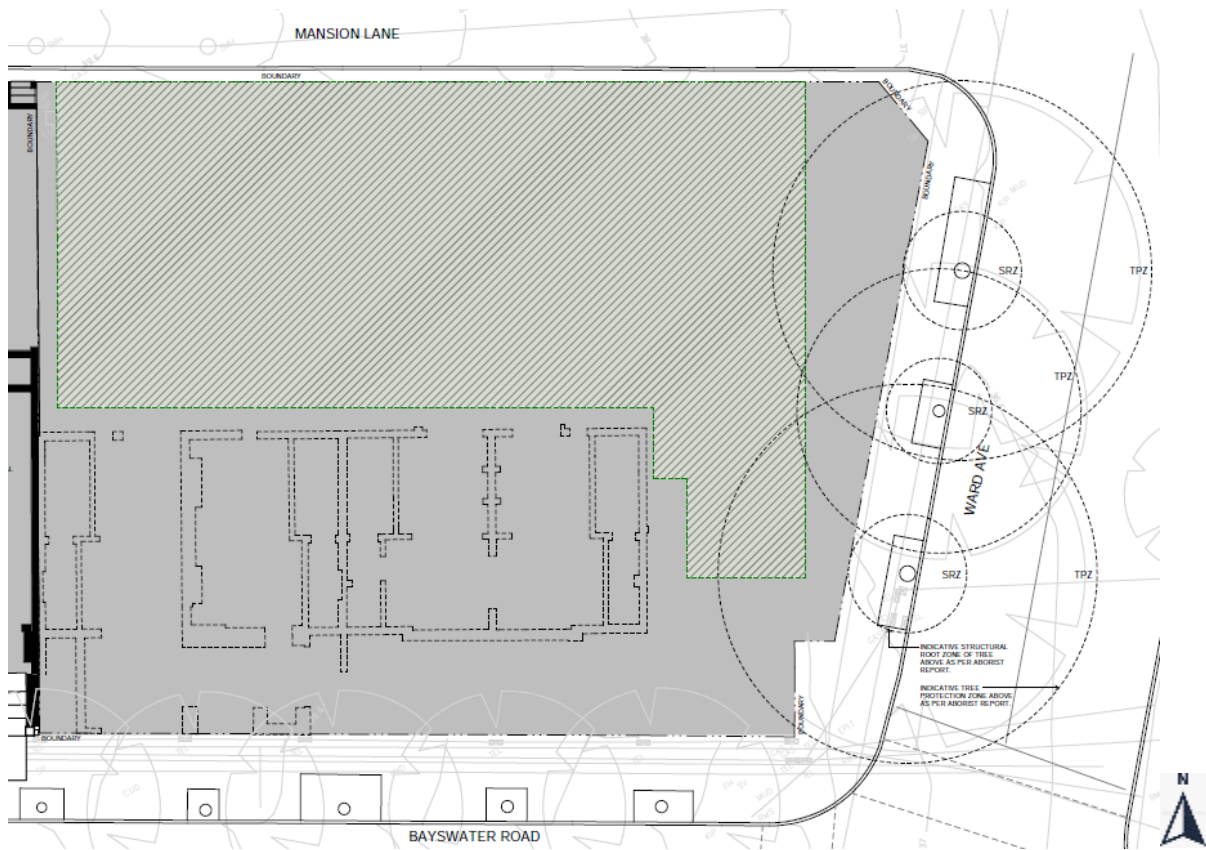 MANSION LANE
BOUNDARY
BOUNDARY
BOUNDARY
BOUNDARY
SRZ
TPZ
TPZ
SRZ
WARD AVE
SRZ
TPZ
INDICATIVE STRUCTURAL
ROOT ZONE OF TREE
ABOVE AS PER ABORIST
REPORT.
INDICATIVE TREE
PROTECTION ZONE ABOVE
AS PER ABORIST REPORT.
BOUNDARY
BOUNDARY
BAYSWATER ROAD
N